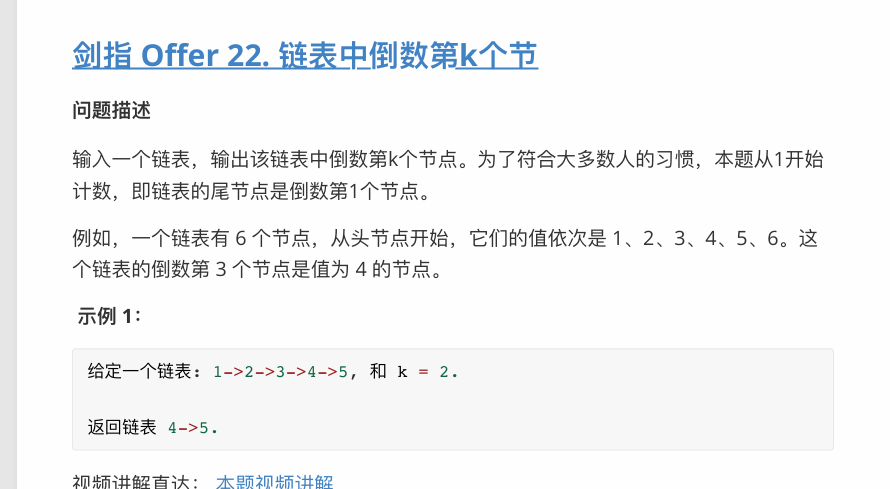 剑指 Offer 22. 链表中倒数第k个节
问题描述
输入一个链表，输出该链表中倒数第k个节点。为了符合大多数人的习惯，本题从1开始
计数，即链表的尾节点是倒数第1个节点。
例如，一个链表有 6 个节点，从头节点开始，它们的值依次是 1、2、3、4、5、6。这
个链表的倒数第 3 个节点是值为 4 的节点。
示例 1：
给定一个链表: 1->2->3->4->5, 和 k = 2.
返回链表 4->5.
视频讲解直达： 本题视频讲解